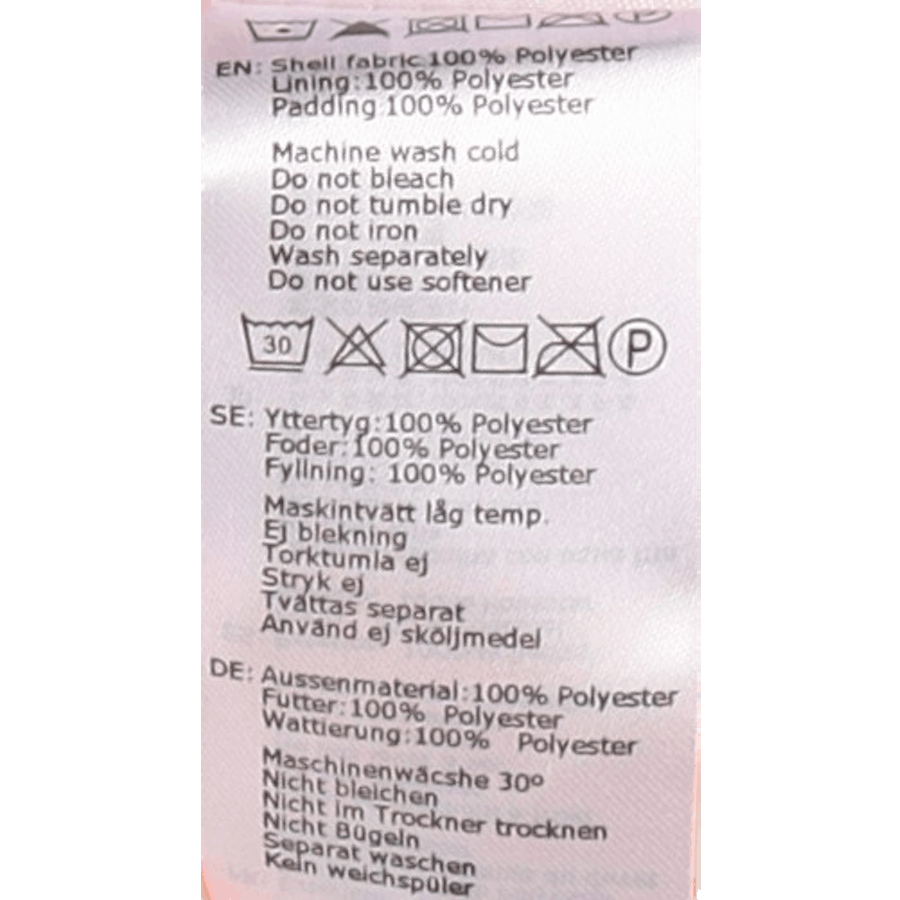 EN: Shell fabric 100% Polyester
Lining:100% Polyester
Padding 100% Polyester
Machine wash cold
Do not bleach
Do not tumble dry
Do not iron
Wash separately
Do not use softener
30 P
SE: Yttertyg:100% Polyester
Foder:100% Polyester
Fyllning: 100% Polyester
Maskintvätt låg temp.
Ej blekning
Torktumla ej
Stryk ej
Tvättas separat
Använd ej sköljmedel
DE: Aussenmaterial:100% Polyester
Futter:100% Polyester
Wattierung:100% Polyester
Maschinenwäcshe 30º
Nicht bleichen
Nicht im Trockner trocknen
Nicht Bügeln
Separat waschen
Kein weichspüler